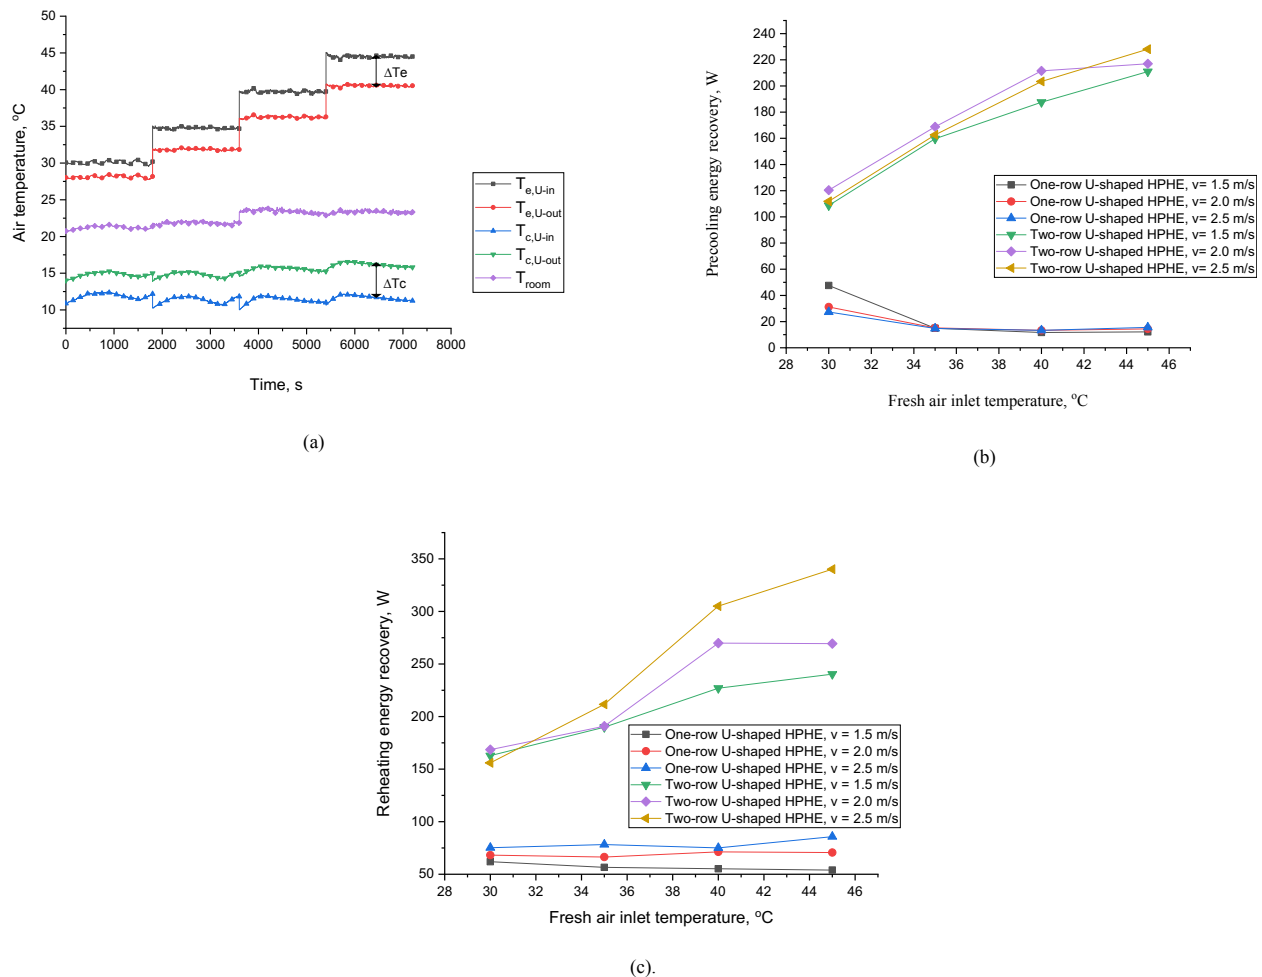 50
45
40
35
30
25
20
15
10
Air temperature, °C
ΔTe
ΔTc
0 1000 2000 3000 4000 5000 6000 7000 8000
Time, s
T e,U-in
T e,U-out
T c,U-in
T c,U-out
T room
(a)
240
220
200
180
160
140
120
100
80
60
40
20
0
Precooling energy recovery, W
One-row U-shaped HPHE, v= 1.5 m/s
One-row U-shaped HPHE, v= 2.0 m/s
One-row U-shaped HPHE, v= 2.5 m/s
Two-row U-shaped HPHE, v= 1.5 m/s
Two-row U-shaped HPHE, v= 2.0 m/s
Two-row U-shaped HPHE, v= 2.5 m/s
28 30 32 34 36 38 40 42 44 46
Fresh air inlet temperature, °C
(b)
350
300
250
200
150
100
50
Reheating energy recovery, W
One-row U-shaped HPHE, v = 1.5 m/s
One-row U-shaped HPHE, v = 2.0 m/s
One-row U-shaped HPHE, v = 2.5 m/s
Two-row U-shaped HPHE, v = 1.5 m/s
Two-row U-shaped HPHE, v = 2.0 m/s
Two-row U-shaped HPHE, v = 2.5 m/s
28 30 32 34 36 38 40 42 44 46
Fresh air inlet temperature, °C
(c).